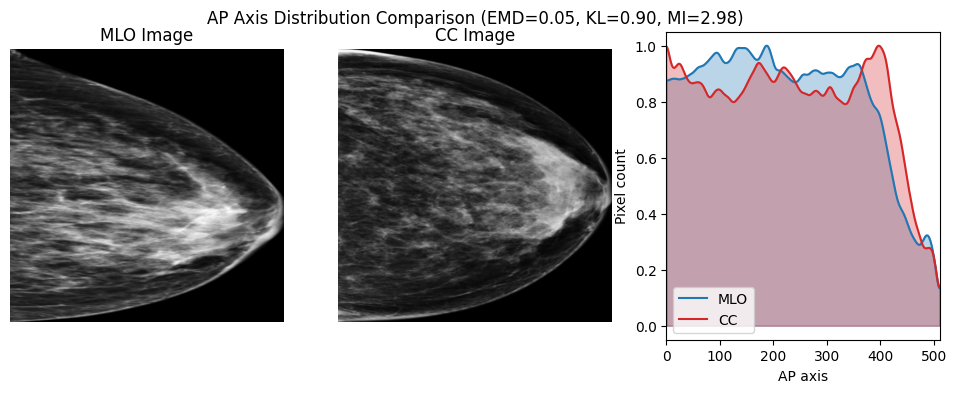 AP Axis Distribution Comparison (EMD=0.05, KL=0.90, MI=2.98)
MLO Image
CC Image
Pixel count
1.0
0.8
0.6
0.4
0.2
0.0
MLO
CC
0 100 200 300 400 500
AP axis